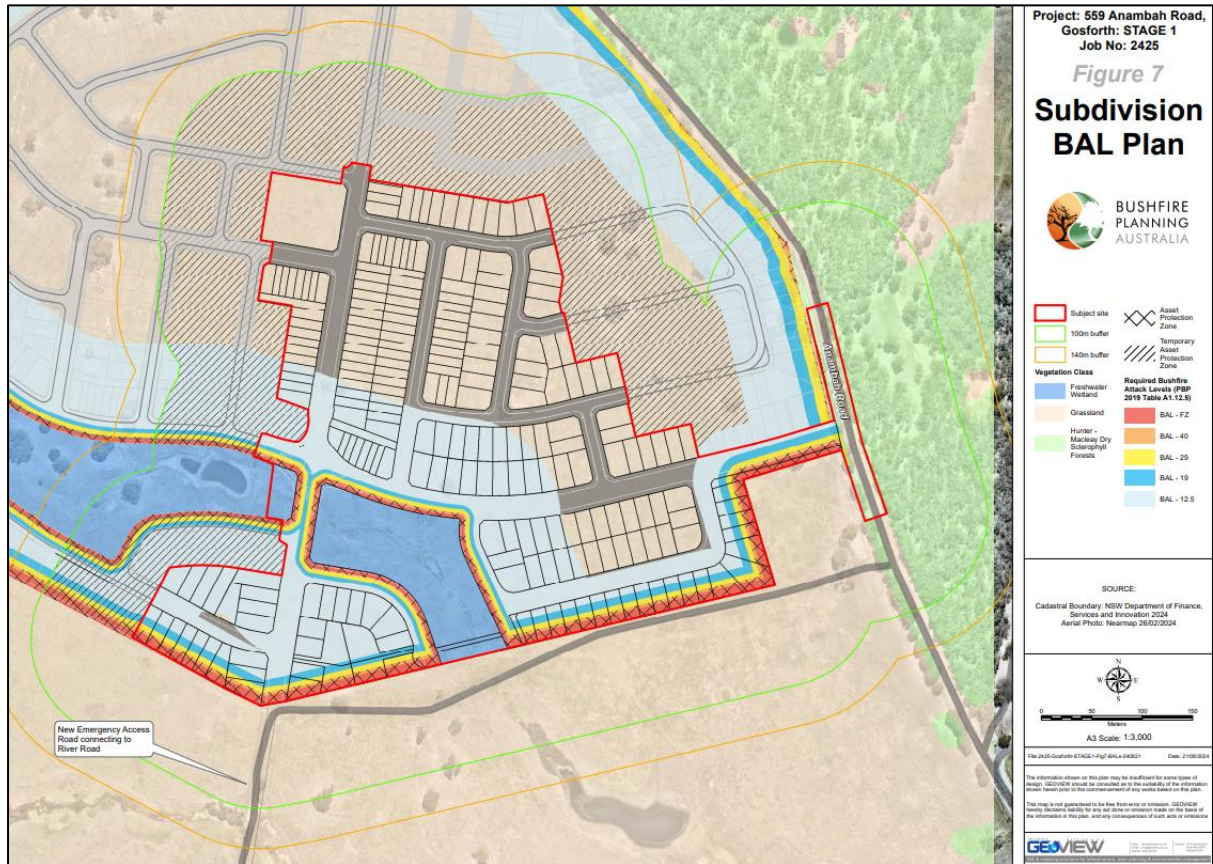 Project: 559 Anambah Road,
Gosforth: STAGE 1
Job No: 2425
Figure 7
Subdivision
BAL Plan
BUSHFIRE
PLANNING
AUSTRALIA
Subject site
100m buffer
140m buffer
Vegetation Class
Freshwater
Wetland
Grassland
Hunter -
Macleay Dry
Sclerophyll
Forests
Asset
Protection
Zone
Temporary
Asset
Protection
Zone
Required Bushfire
Attack Levels (PBP
2019 Table A1.12.5)
BAL - FZ
BAL - 40
BAL - 29
BAL - 19
BAL - 12.5
SOURCE:
Cadastral Boundary: NSW Department of Finance,
Services and Innovation 2024
Aerial Photo: Nearmap 26/02/2024
N
W E
S
0 50 100 150
Meters
A3 Scale: 1:3,000
File:2425-Gosforth-STAGE1-Fig7-BALs-240821 Date: 21/08/2024
The information shown on this plan may be insufficient for some types of
design. GEOVIEW should be consulted as to the suitability of the information
shown herein prior to the commencement of any works based on this plan.
This map is not guaranteed to be free from error or omission. GEOVIEW
hereby disclaims liability for any act done or omission made on the basis of
the information in this plan, and any consequences of such acts or omissions
GEOVIEW
Anambah Road
New Emergency Access
Road connecting to
River Road